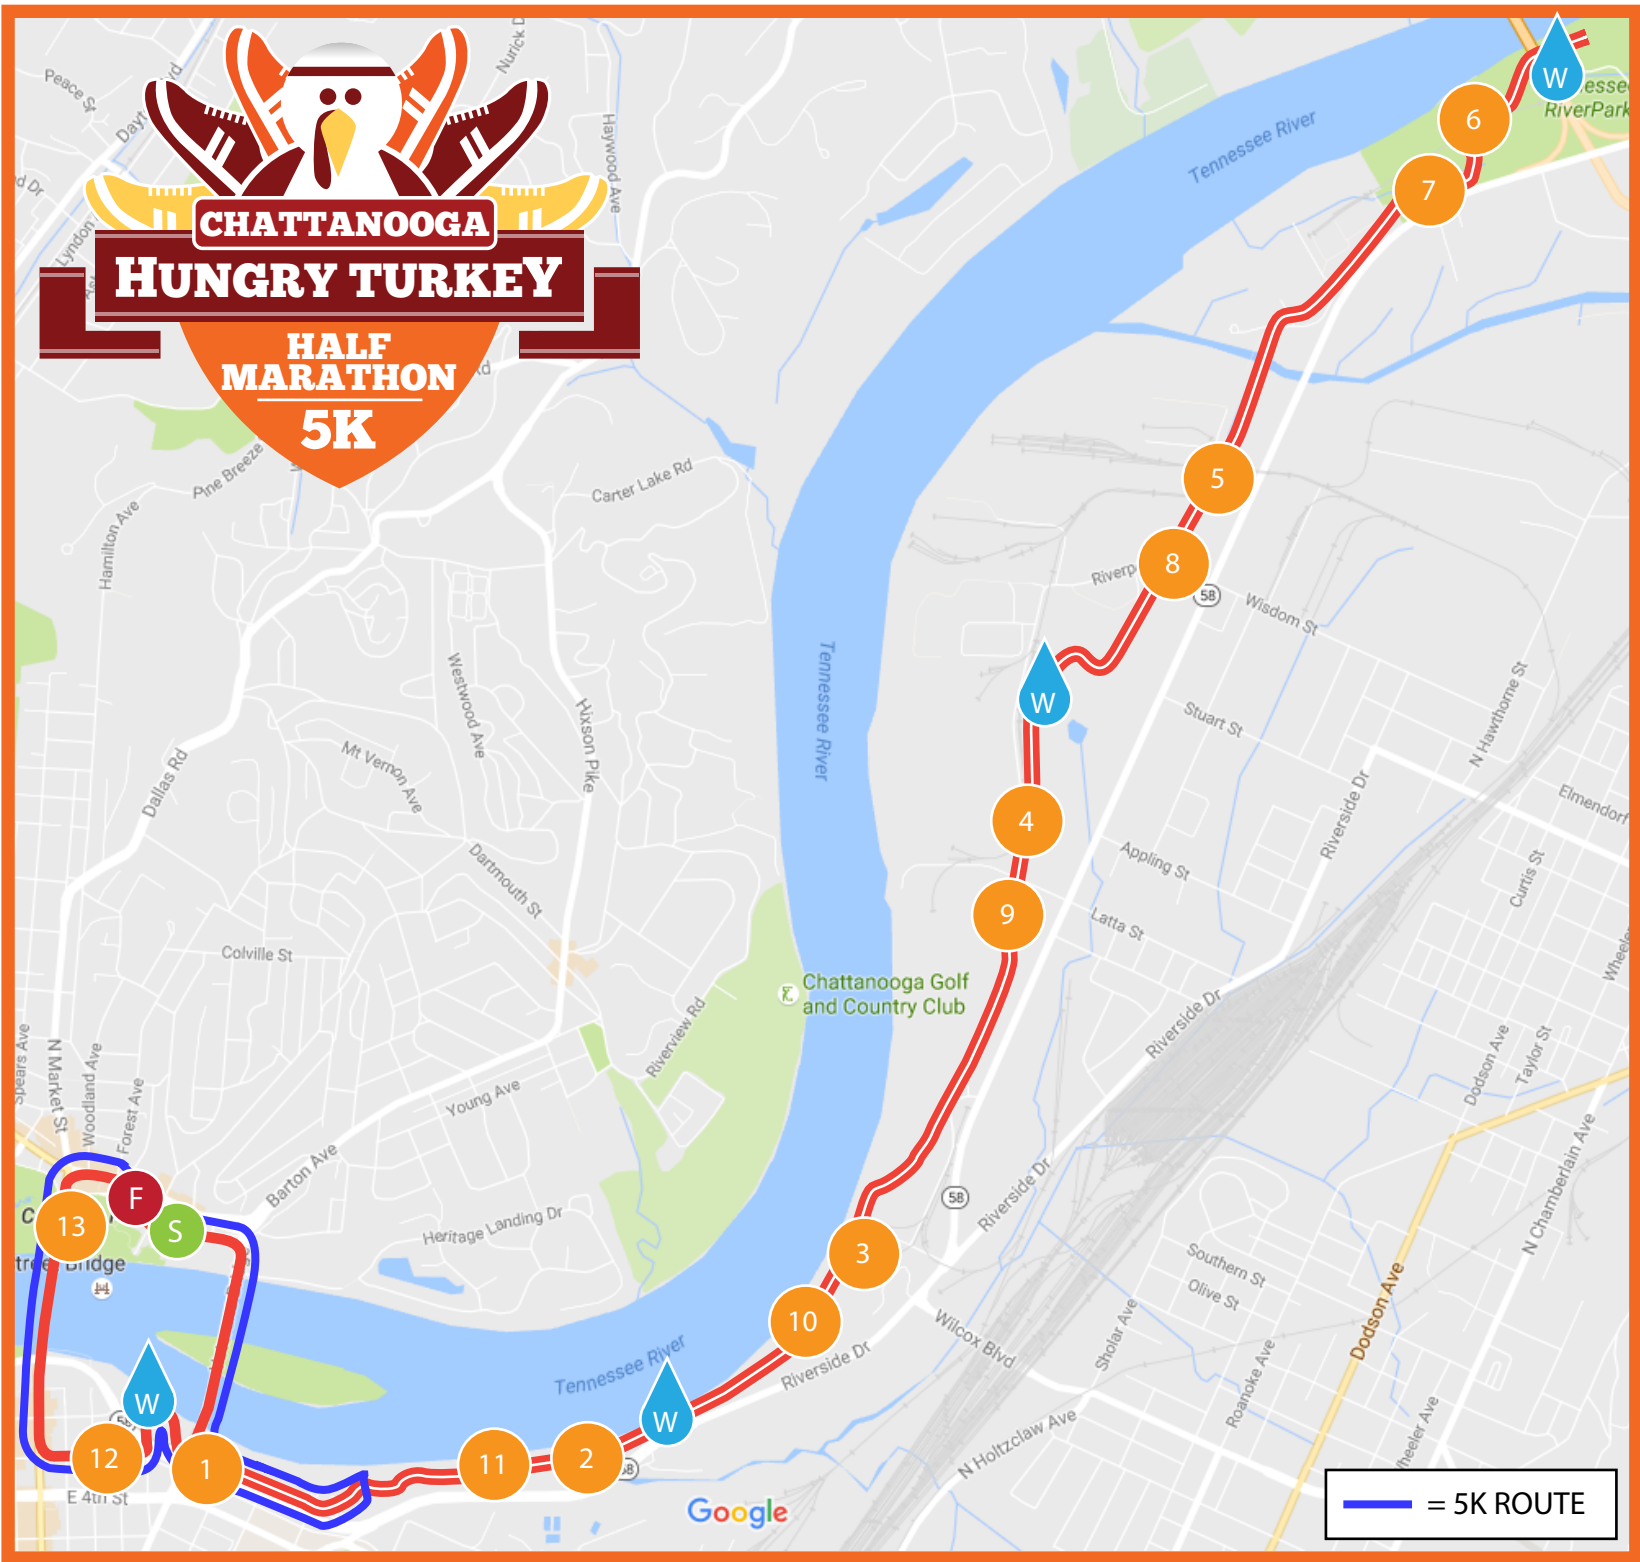 CHATTANOOGA
HUNGRY TURKEY
HALF
MARATHON
5K
Peace St
Nurick D
Haywood Ave
Lyndon
Pine Breeze
Carter Lake Rd
Hamilton Ave
Westwood Ave
Hixson Pike
Mt Vernon Ave
Dallas Rd
Dartmouth St
Colville St
Riverview Rd
Young Ave
Spears Ave
N Market St
Woodland Ave
Forest Ave
Barton Ave
Heritage Landing Dr
Tennessee River
W
RiverPark
6
7
5
8
58
Wisdom St
Tennessee River
W
Stuart St
N Hawthorne St
4
Riverside Dr
Elmendorf
Appling St
Curtis St
9
Latta St
Wheeler
Chattanooga Golf
and Country Club
Riverside Dr
Dodson Ave
Taylor St
N Chamberlain Ave
58
Riverside Dr
F
S
13
3
10
Southern St
Olive St
Dodson Ave
Wilcox Blvd
Sholar Ave
Roanoke Ave
Tennessee River
Riverside Dr
W
W
12
1
11
2
E 4th St
N Holtzclaw Ave
Google
= 5K ROUTE